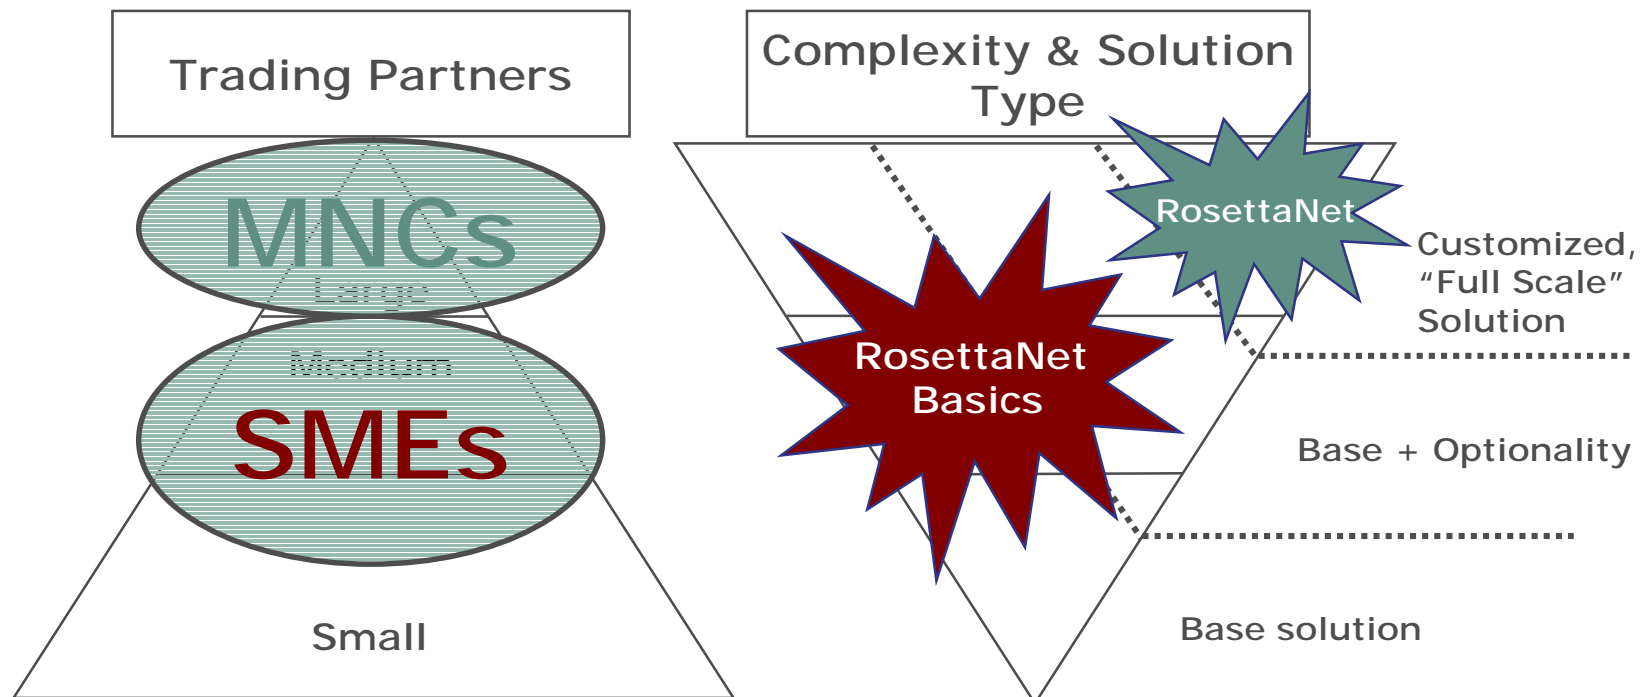 Trading Partners
Complexity & Solution
Type
MNCs
Large
Medium
SMEs
Small
RosettaNet
RosettaNet
Basics
Customized,
“Full Scale”
Solution
Base + Optionality
Base solution